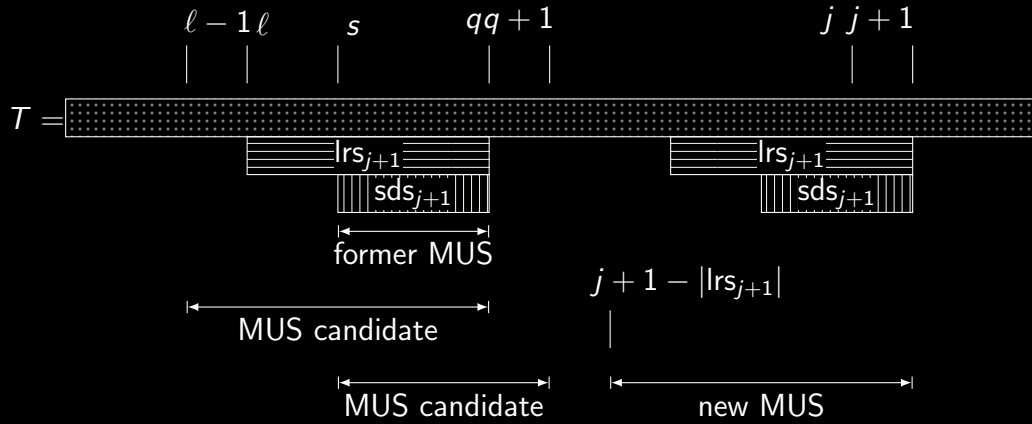 ℓ − 1 ℓ s q q + 1 j j + 1
T =
lrs_{j+1} lrs_{j+1}
sds_{j+1} sds_{j+1}
former MUS
j + 1 − |lrs_{j+1}|
MUS candidate
MUS candidate new MUS